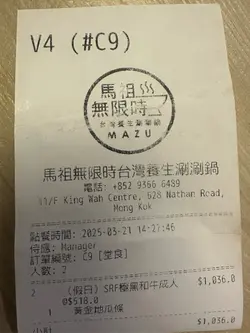 V4 (#C9)
馬祖
無限時
台灣養生涮涮鍋
MAZU
馬祖無限時台灣養生涮涮鍋
電話: +852 9366 6489
11/F King Wah Centre, 628 Nathan Road,
Mong Kok
點餐時間: 2025-03-21 14:27:46
侍應: Manager
訂單編號: C9 [堂食]
人數: 2
2 (假日) SRF極黑和牛成人 $1,036.0
@$518.0
1 黃金地瓜條
小計 $1,036.0